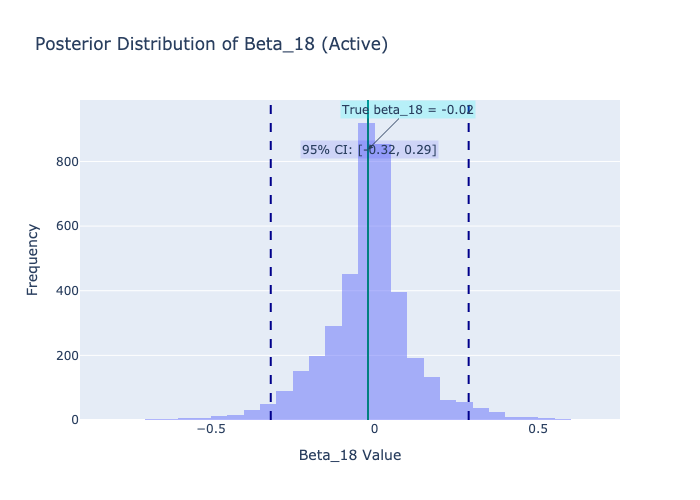 Posterior Distribution of Beta_18 (Active)
True beta_18 = -0.02
95% CI: [-0.32, 0.29]
800
600
400
200
0
Frequency
−0.5
0
0.5
Beta_18 Value